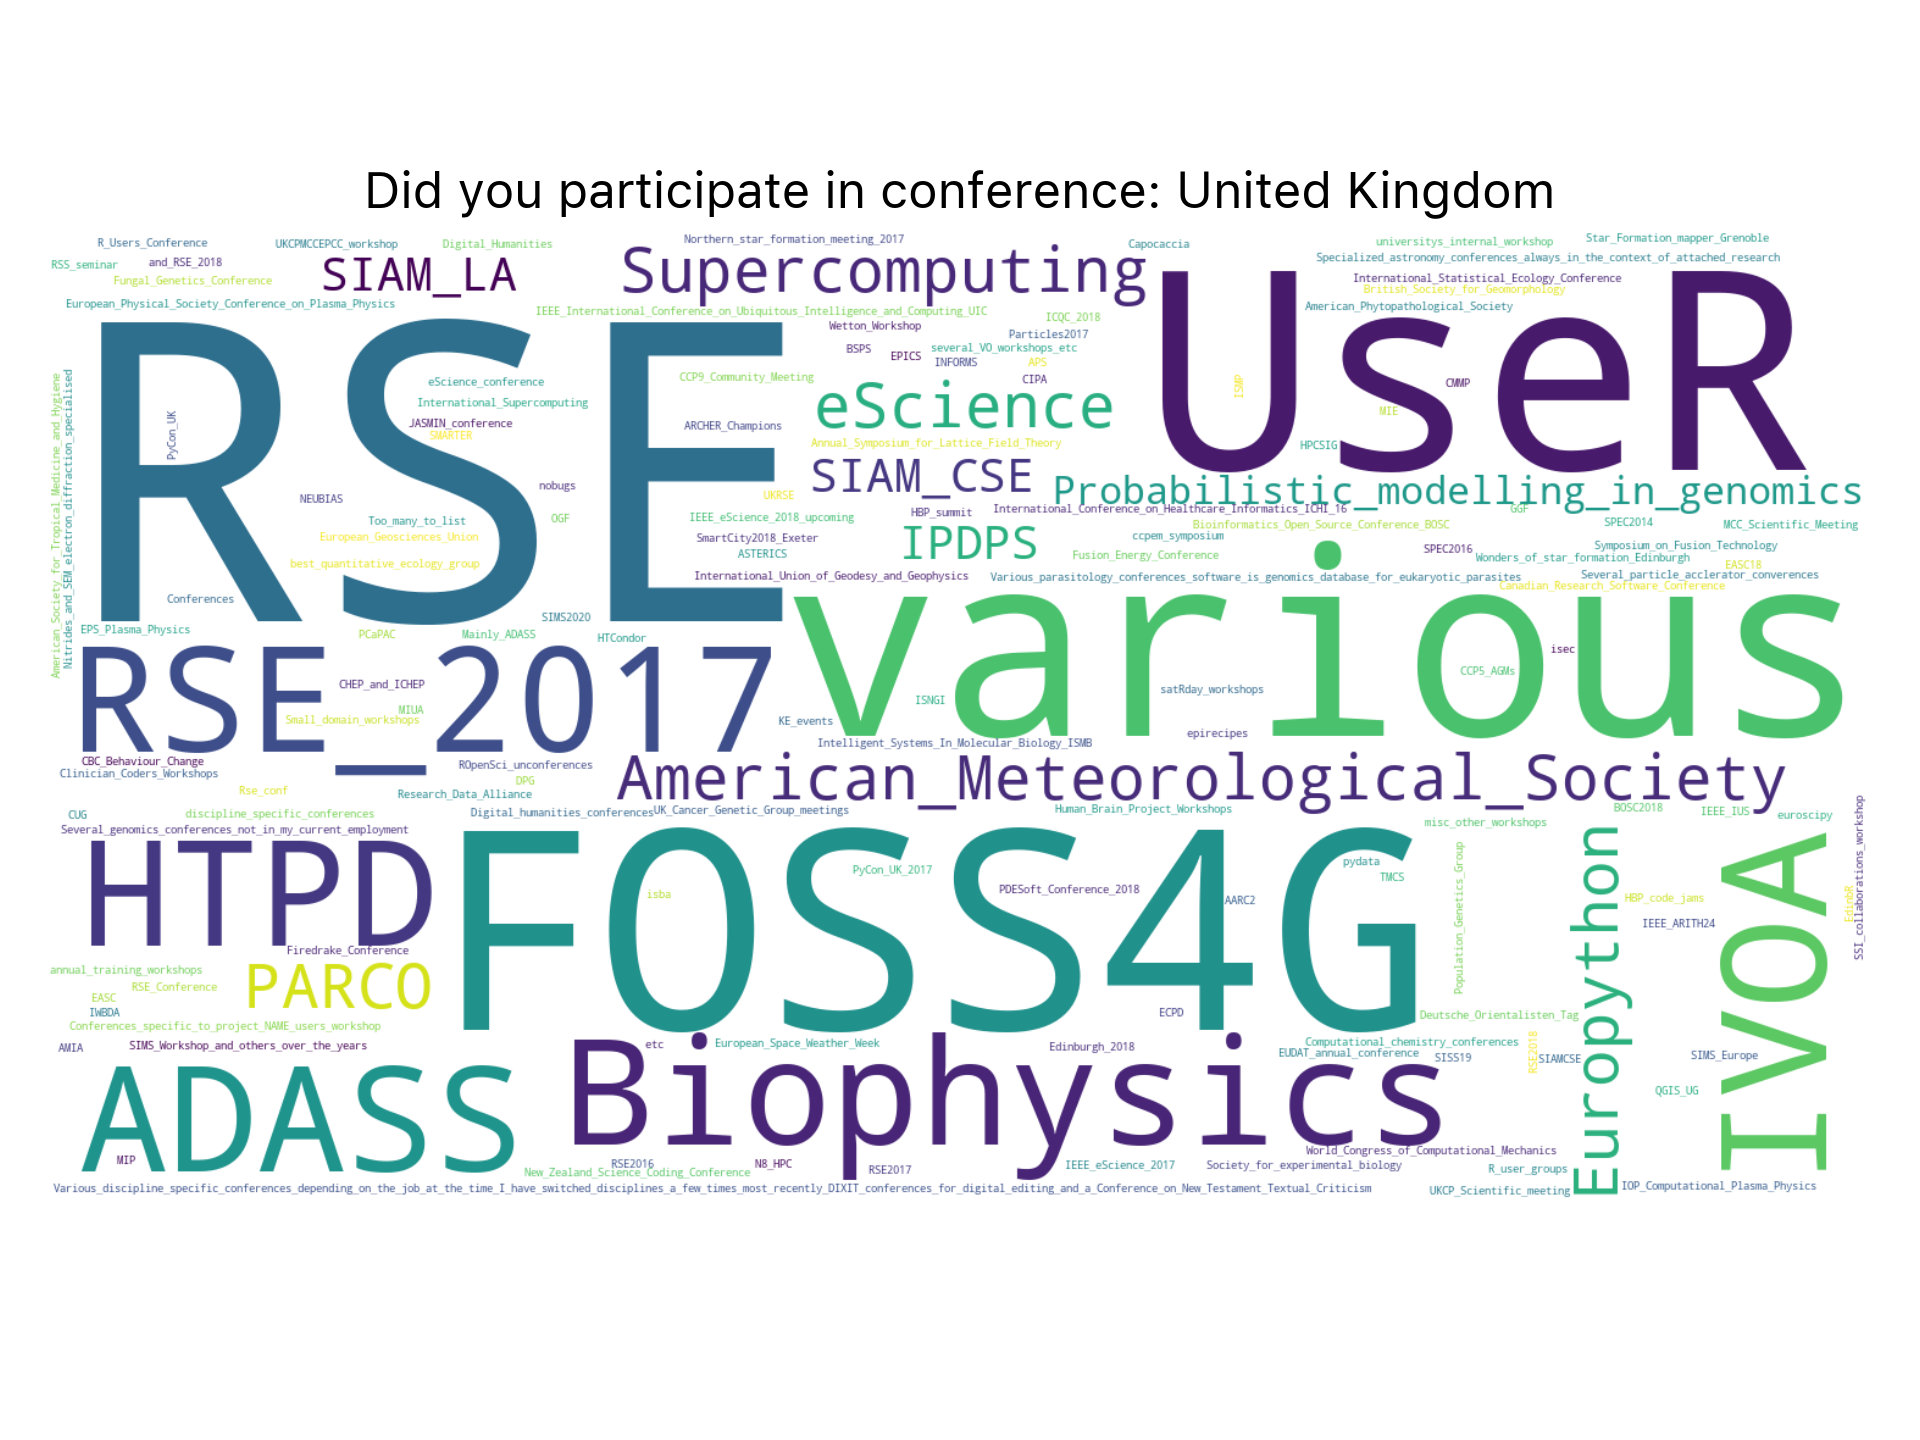 Did you participate in conference: United Kingdom
R_Users_Conference
UKCPMCCEPCC_workshop
Digital_Humanities
Northern_star_formation_meeting_2017
Capocaccia
universitys_internal_workshop
Star_Formation_mapper_Grenoble
RSS_seminar
and_RSE_2018
Fungal_Genetics_Conference
SIAM_LA
Supercomputing
Specialized_astronomy_conferences_always_in_the_context_of_attached_research
International_Statistical_Ecology_Conference
British_Society_for_Geomorphology
American_Phytopathological_Society
European_Physical_Society_Conference_on_Plasma_Physics
IEEE_International_Conference_on_Ubiquitous_Intelligence_and_Computing_UIC
ICQC_2018
Wetton_Workshop
Particles2017
BSPS
EPICS
several_VO_workshops_etc
INFORMS
APS
CIPA
CCP9_Community_Meeting
RSE
UseR
ISMP
CMMP
MIE
HPCSIG
eScience_conference
International_Supercomputing
JASMIN_conference
SMARTER
PyCon_UK
American_Society_for_Tropical_Medicine_and_Hygiene
Nitrides_and_SEM_electron_diffraction_specialised
ARCHER_Champions
eScience
Annual_Symposium_for_Lattice_Field_Theory
SIAM_CSE
Probabilistic_modelling_in_genomics
NEUBIAS
nobugs
UKRSE
Too_many_to_list
OGF
European_Geosciences_Union
best_quantitative_ecology_group
Conferences
SIMS2020
HBP_summit
International_Conference_on_Healthcare_Informatics_ICHI_16
GGF
IEEE_eScience_2018_upcoming
SmartCity2018_Exeter
ASTERICS
IPDPS
Bioinformatics_Open_Source_Conference_BOSC
SPEC2014
MCC_Scientific_Meeting
ccpem_symposium
Fusion_Energy_Conference
SPEC2016
Symposium_on_Fusion_Technology
Wonders_of_star_formation_Edinburgh
EASC18
International_Union_of_Geodesy_and_Geophysics
Various_parasitology_conferences_software_is_genomics_database_for_eukaryotic_parasites
Several_particle_acclerator_converences
Canadian_Research_Software_Conference
EPS_Plasma_Physics
PCaPAC
Mainly_ADASS
HTCondor
various
isec
CCP5_AGMs
satRday_workshops
ISNGI
RSE_2017
CHEP_and_ICHEP
MIUA
Small_domain_workshops
KE_events
epirecipes
Intelligent_Systems_In_Molecular_Biology_ISMB
CBC_Behaviour_Change
Clinician_Coders_Workshops
ROpenSci_unconferences
DPG
Rse_conf
Research_Data_Alliance
American_Meteorological_Society
CUG
discipline_specific_conferences
Digital_humanities_conferences
UK_Cancer_Genetic_Group_meetings
Human_Brain_Project_Workshops
BOSC2018
IEEE_IUS
euroscipy
misc_other_workshops
Several_genomics_conferences_not_in_my_current_employment
HTPD
FOSS4G
isba
PyCon_UK_2017
PDESoft_Conference_2018
AARC2
pydata
TMCS
Population_Genetics_Group
Europython
IVOA
HBP_code_jams
IEEE_ARITH24
EdinbR
SSI_collaborations_workshop
Firedrake_Conference
annual_training_workshops
RSE_Conference
EASC
IWBDA
PARCO
Conferences_specific_to_project_NAME_users_workshop
ECPD
Deutsche_Orientalisten_Tag
AMIA
SIMS_Workshop_and_others_over_the_years
etc
European_Space_Weather_Week
Edinburgh_2018
Computational_chemistry_conferences
EUDAT_annual_conference
SISS19
RSE2018
SIAMCSE
SIMS_Europe
QGIS_UG
ADASS
Biophysics
MIP
RSE2016
New_Zealand_Science_Coding_Conference
N8_HPC
RSE2017
IEEE_eScience_2017
World_Congress_of_Computational_Mechanics
Society_for_experimental_biology
R_user_groups
Various_discipline_specific_conferences_depending_on_the_job_at_the_time_I_have_switched_disciplines_a_few_times_most_recently_DIXIT_conferences_for_digital_editing_and_a_Conference_on_New_Testament_Textual_Criticism
UKCP_Scientific_meeting
IOP_Computational_Plasma_Physics